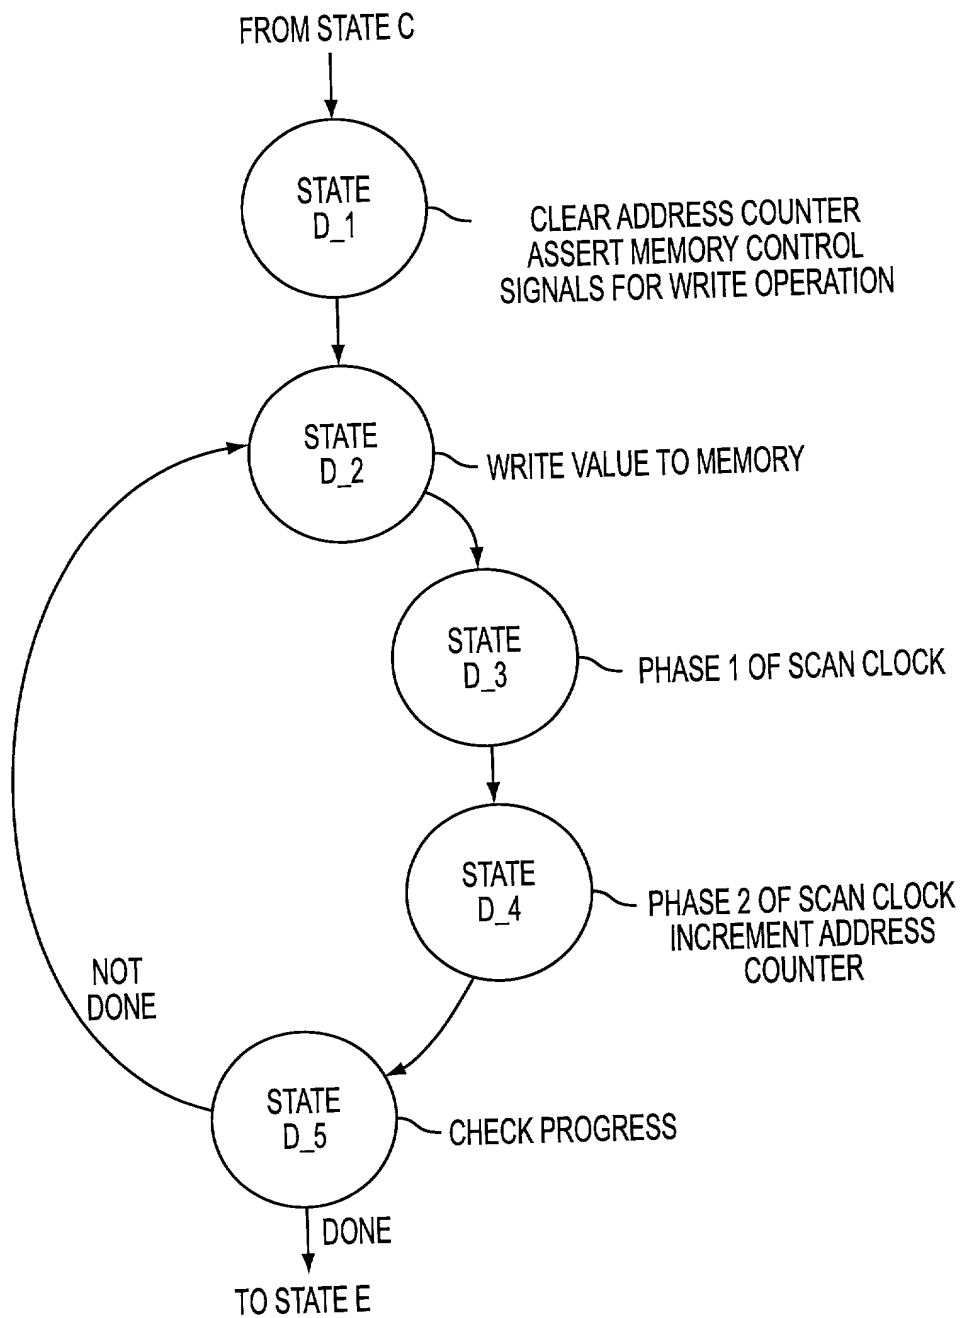 FROM STATE C
STATE
D_1
CLEAR ADDRESS COUNTER
ASSERT MEMORY CONTROL
SIGNALS FOR WRITE OPERATION
STATE
D_2
WRITE VALUE TO MEMORY
STATE
D_3
PHASE 1 OF SCAN CLOCK
STATE
D_4
PHASE 2 OF SCAN CLOCK
INCREMENT ADDRESS
COUNTER
NOT
DONE
STATE
D_5
CHECK PROGRESS
DONE
TO STATE E